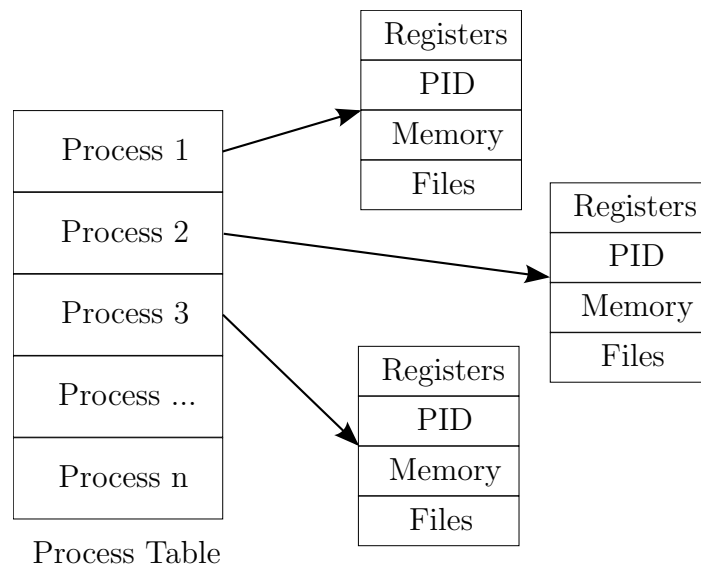 Process 1
Process 2
Process 3
Process ...
Process n
Process Table
Registers
PID
Memory
Files
Registers
PID
Memory
Files
Registers
PID
Memory
Files